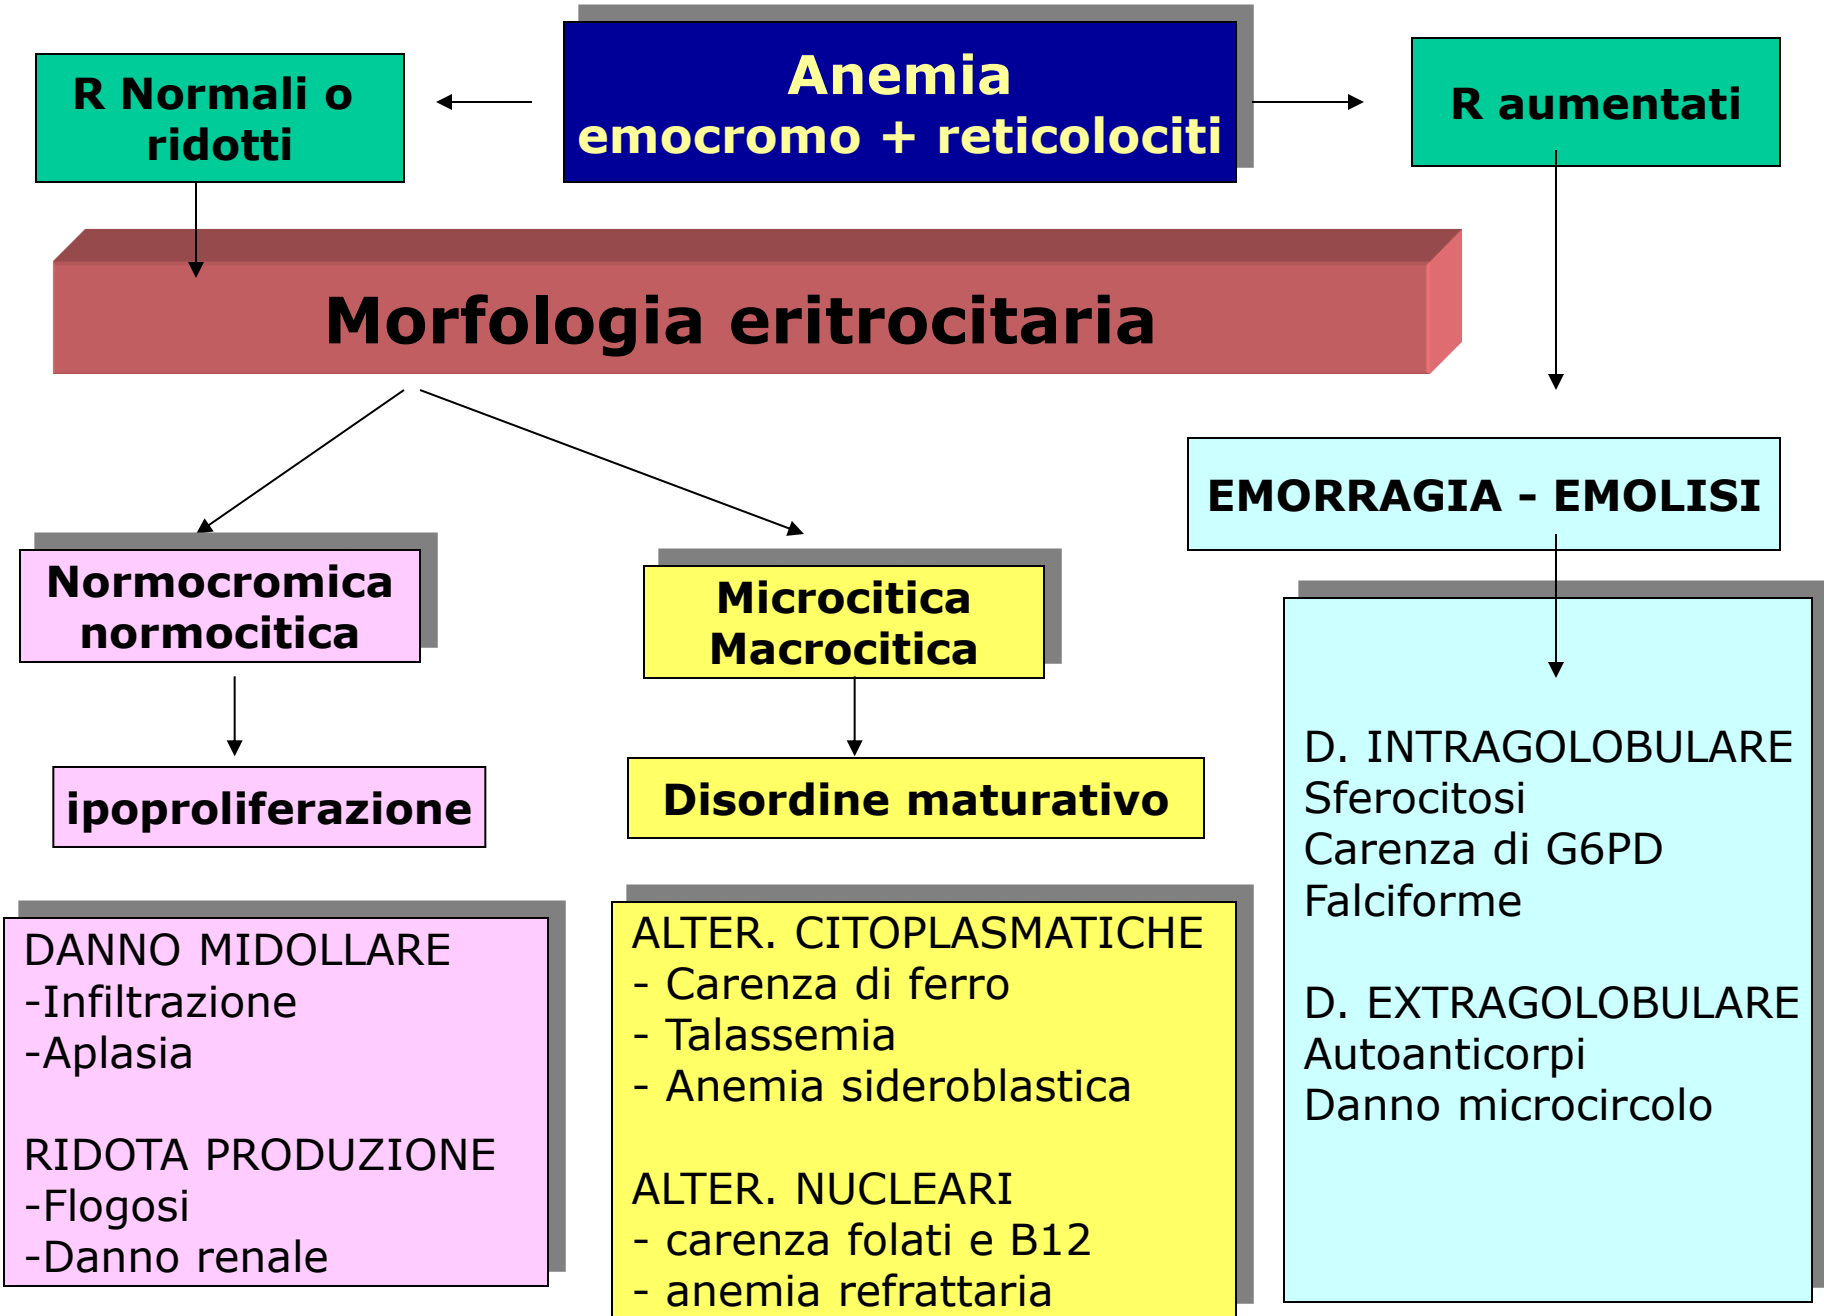 Anemia
emocromo + reticolociti
R Normali o
ridotti
R aumentati
Morfologia eritrocitaria
Normocromica
normocitica
ipoproliferazione
DANNO MIDOLLARE
-Infiltrazione
-Aplasia
RIDOTA PRODUZIONE
-Flogosi
-Danno renale
Microcitica
Macrocitica
Disordine maturativo
ALTER. CITOPLASMATICHE
- Carenza di ferro
- Talassemia
- Anemia sideroblastica
ALTER. NUCLEARI
- carenza folati e B12
- anemia refrattaria
EMORRAGIA - EMOLISI
D. INTRAGOLOBULARE
Sferocitosi
Carenza di G6PD
Falciforme
D. EXTRAGOLOBULARE
Autoanticorpi
Danno microcircolo